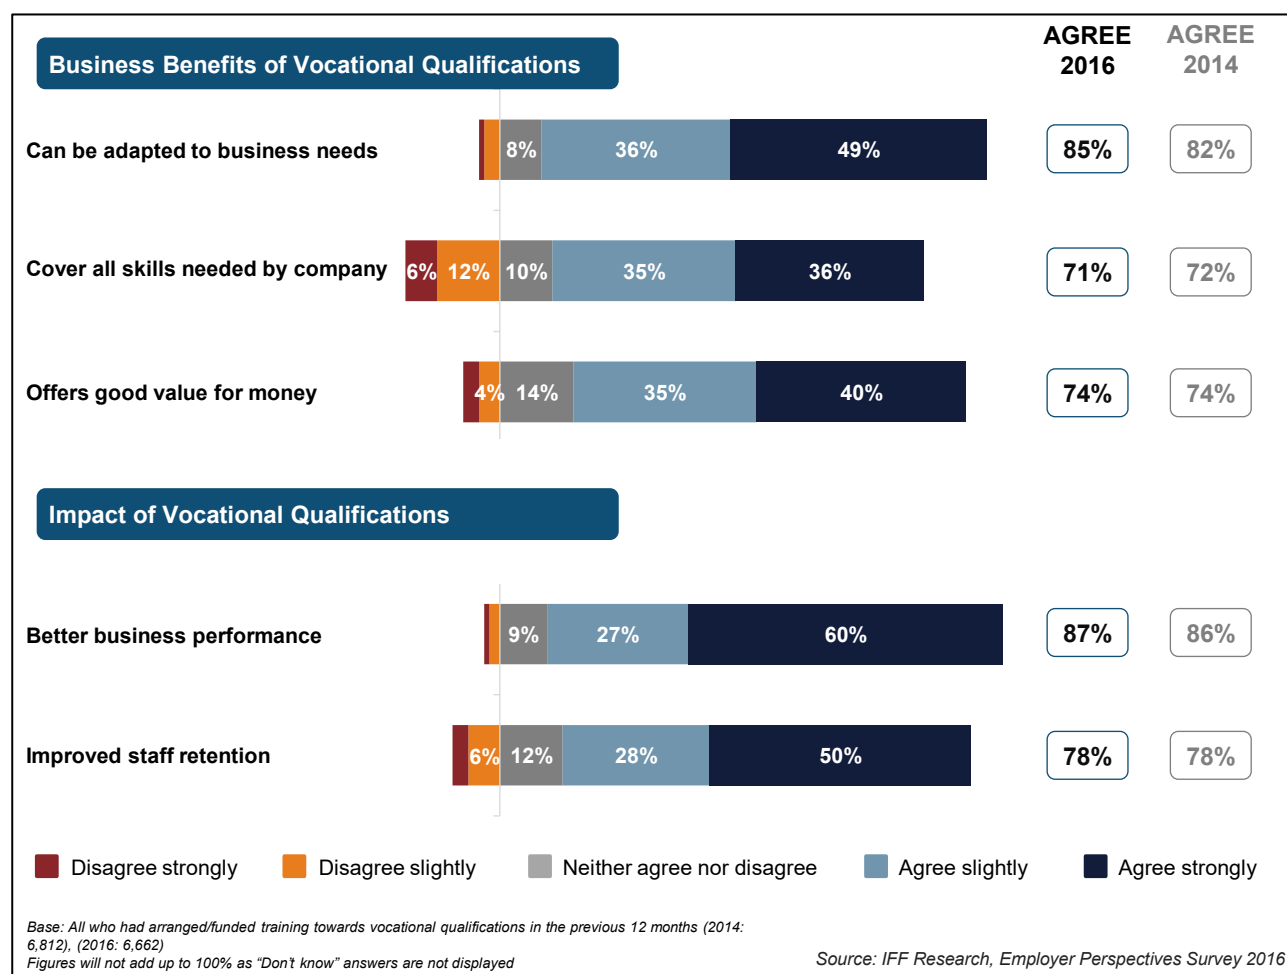 AGREE 2016
AGREE 2014
Business Benefits of Vocational Qualifications
Can be adapted to business needs
8% 36% 49% 85% 82%
Cover all skills needed by company
6% 12% 10% 35% 36% 71% 72%
Offers good value for money
4% 14% 35% 40% 74% 74%
Impact of Vocational Qualifications
Better business performance
9% 27% 60% 87% 86%
Improved staff retention
6% 12% 28% 50% 78% 78%
Disagree strongly Disagree slightly Neither agree nor disagree Agree slightly Agree strongly
Base: All who had arranged/funded training towards vocational qualifications in the previous 12 months (2014:
6,812), (2016: 6,662)
Figures will not add up to 100% as “Don’t know” answers are not displayed
Source: IFF Research, Employer Perspectives Survey 2016